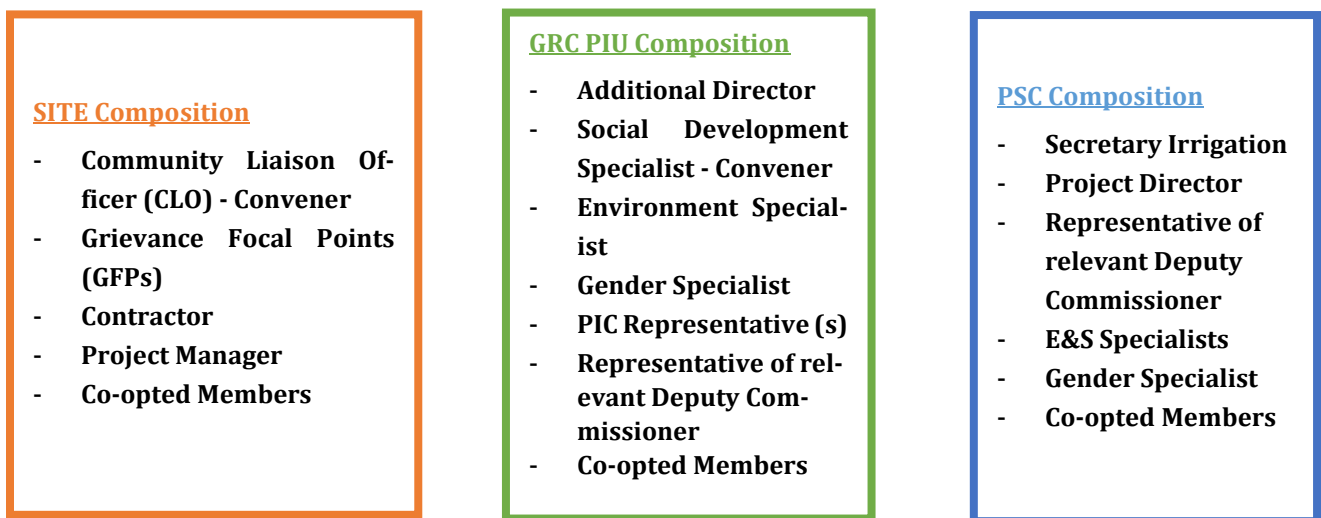 SITE Composition
- Community Liaison Of-
ficer (CLO) - Convener
- Grievance Focal Points
(GFPs)
- Contractor
- Project Manager
- Co-opted Members
GRC PIU Composition
- Additional Director
- Social Development
Specialist - Convener
- Environment Special-
ist
- Gender Specialist
- PIC Representative (s)
- Representative of rel-
evant Deputy Com-
missioner
- Co-opted Members
PSC Composition
- Secretary Irrigation
- Project Director
- Representative of
relevant Deputy
Commissioner
- E&S Specialists
- Gender Specialist
- Co-opted Members